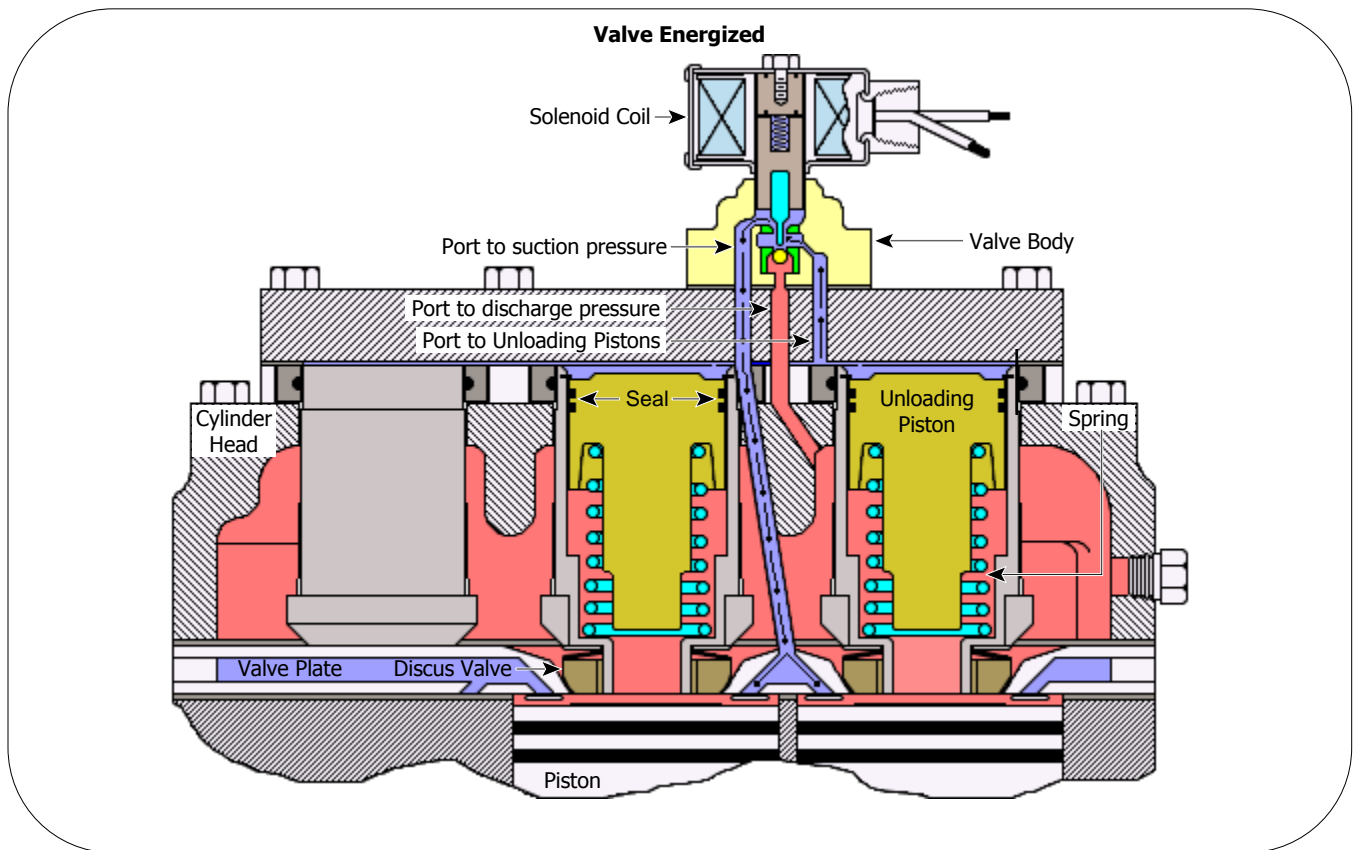 Valve Energized
Solenoid Coil
Port to suction pressure
Valve Body
Port to discharge pressure
Port to Unloading Pistons
Cylinder
Head
Seal
Unloading
Piston
Spring
Valve Plate
Discus Valve
Piston